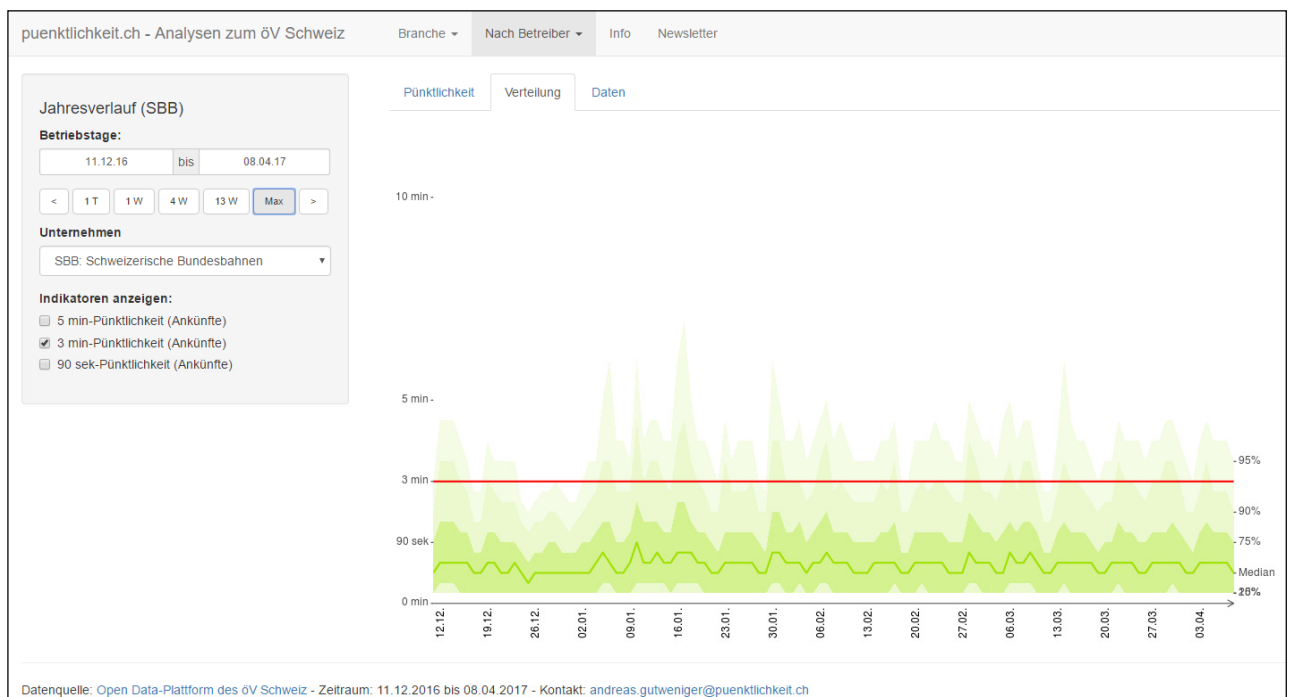 puenktlichkeit.ch - Analysen zum öV Schweiz
Branche
Nach Betreiber
Info
Newsletter
Jahresverlauf (SBB)
Betriebstage:
11.12.16 bis 08.04.17
< 1 T 1 W 4 W 13 W Max >
Unternehmen
SBB: Schweizerische Bundesbahnen
Indikatoren anzeigen:
5 min-Pünktlichkeit (Ankünfte)
3 min-Pünktlichkeit (Ankünfte)
90 sek-Pünktlichkeit (Ankünfte)
Pünktlichkeit
Verteilung
Daten
10 min
5 min
3 min
90 sek
0 min
95%
90%
75%
Median
12.12.
19.12.
26.12.
02.01.
09.01.
16.01.
23.01.
30.01.
06.02.
13.02.
20.02.
27.02.
06.03.
13.03.
20.03.
27.03.
03.04.
Datenquelle: Open Data-Plattform des öV Schweiz - Zeitraum: 11.12.2016 bis 08.04.2017 - Kontakt: andreas.gutweniger@puenktlichkeit.ch